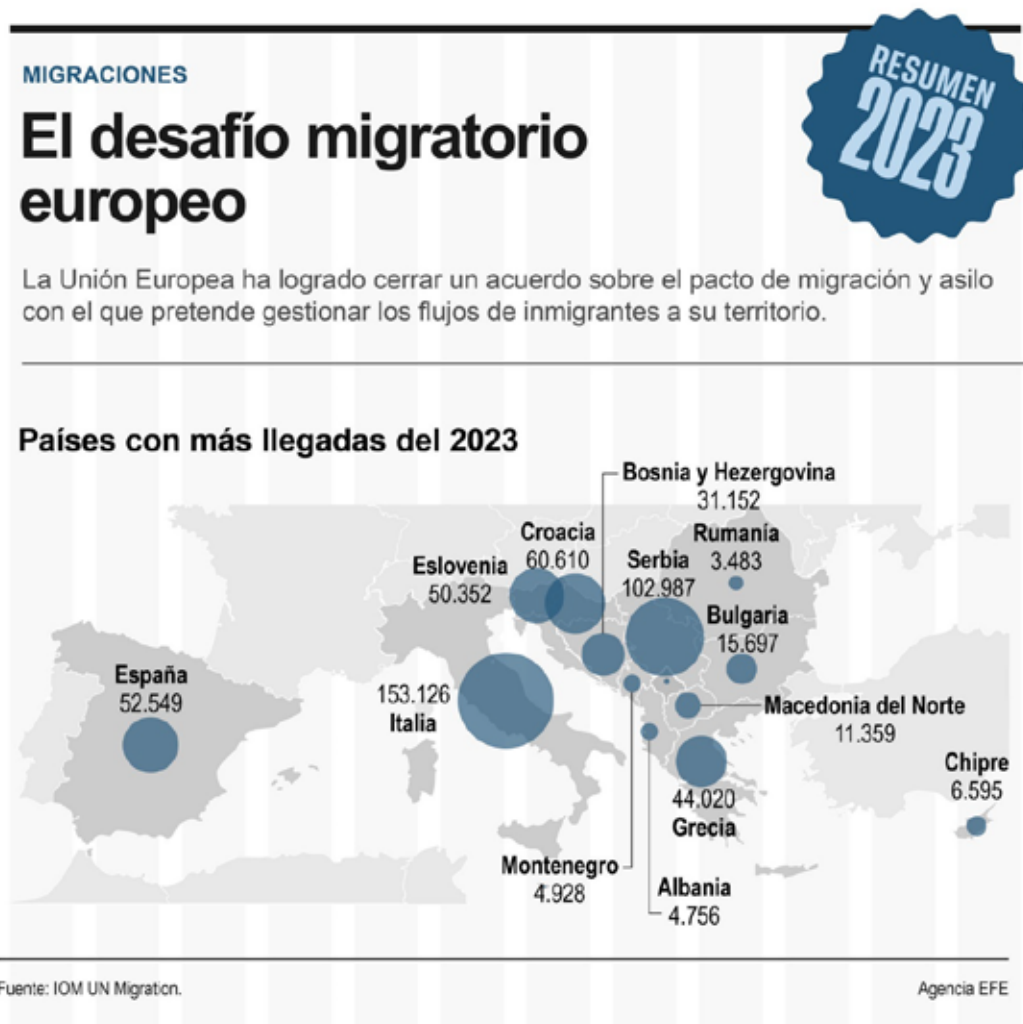 MIGRACIONES
RESUMEN
2023
El desafío migratorio
europeo
La Unión Europea ha logrado cerrar un acuerdo sobre el pacto de migración y asilo
con el que pretende gestionar los flujos de inmigrantes a su territorio.
Países con más llegadas del 2023
Bosnia y Hezergovina
31.152
Croacia
60.610
Rumanía
3.483
Eslovenia
50.352
Serbia
102.987
Bulgaria
15.697
España
52.549
153.126
Italia
Macedonia del Norte
11.359
Chipre
6.595
44.020
Grecia
Montenegro
4.928
Albania
4.756
Fuente: IOM UN Migration.
Agencia EFE